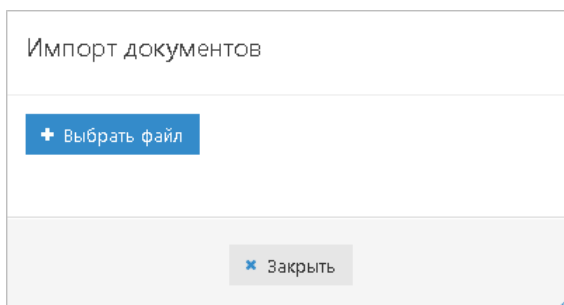 Импорт документов
Выбрать файл
Закрыть